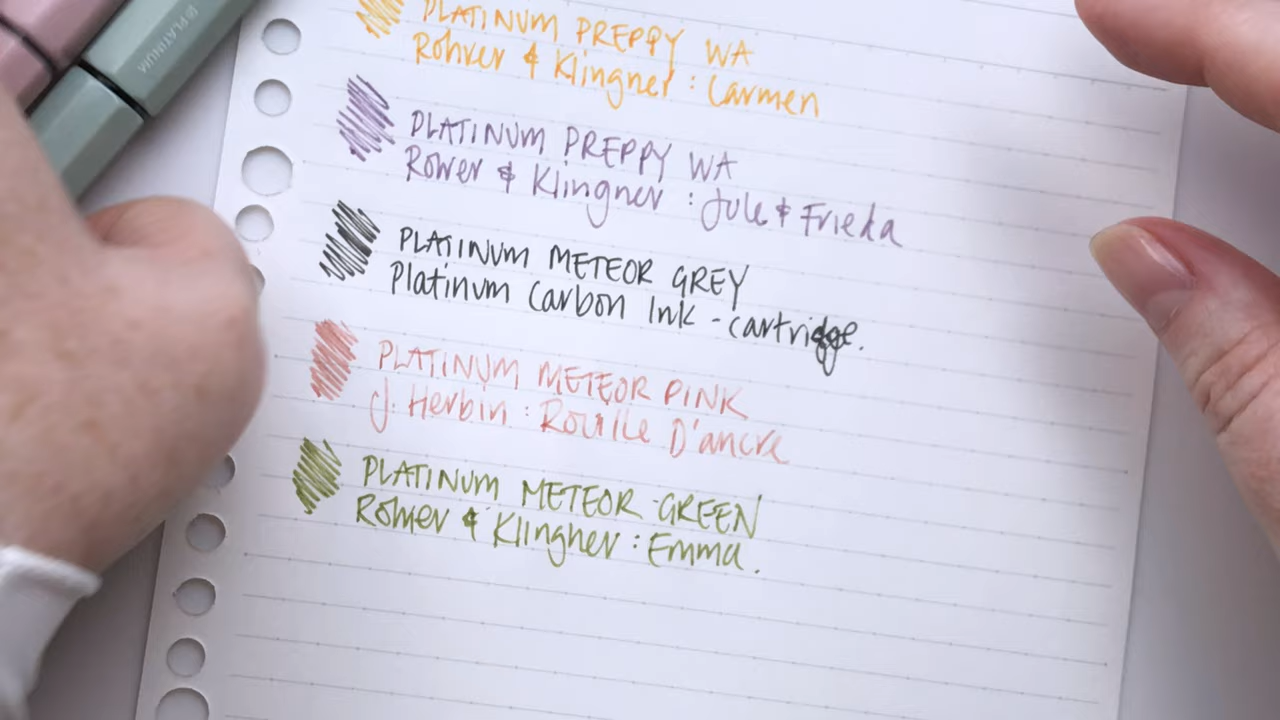 PLATINUM
PLATINUM PREPPY WA
Rohrer & Klingner : Carmen
PLATINUM PREPPY WA
Rohrer & Klingner : Jule & Frieda
PLATINUM METEOR GREY
Platinum Carbon Ink - cartridge.
PLATINUM METEOR PINK
J. Herbin : Rouille D'ancre
PLATINUM METEOR GREEN
Rohrer & Klingner : Emma.